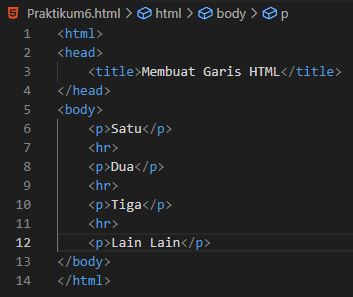 Praktikum6.html > html > body > p
1 <html>
2 <head>
3 <title>Membuat Garis HTML</title>
4 </head>
5 <body>
6 <p>Satu</p>
7 <hr>
8 <p>Dua</p>
9 <hr>
10 <p>Tiga</p>
11 <hr>
12 <p>Lain Lain</p>
13 </body>
14 </html>